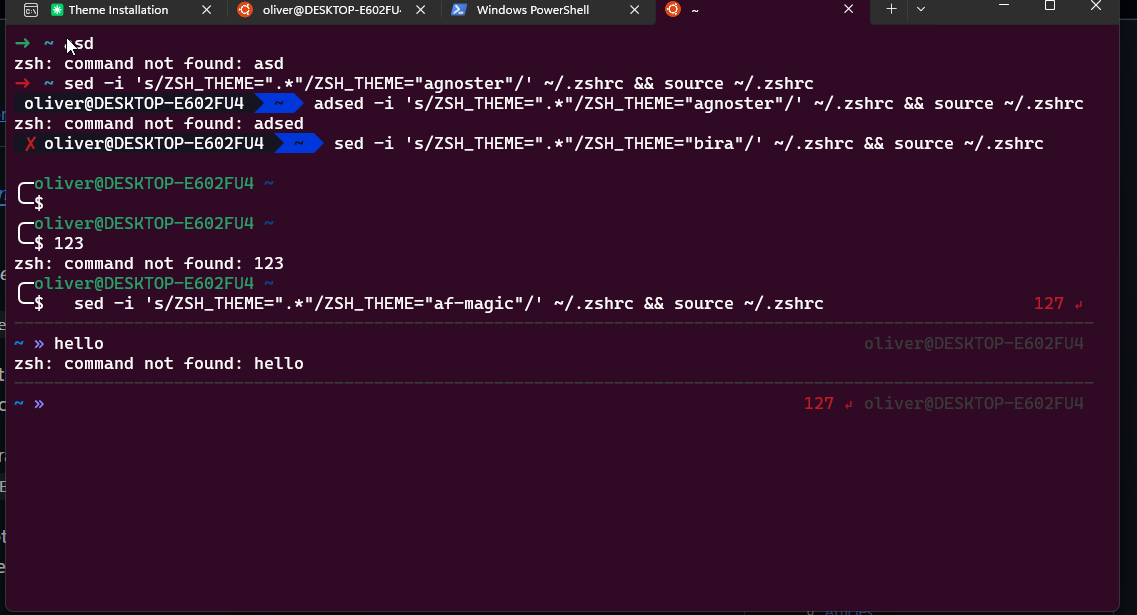 Theme Installation
oliver@DESKTOP-E602FU
Windows PowerShell
~
→ ~ asd
zsh: command not found: asd
→ ~ sed -i 's/ZSH_THEME=".*"/ZSH_THEME="agnoster"/' ~/.zshrc && source ~/.zshrc
oliver@DESKTOP-E602FU4 ~ adsed -i 's/ZSH_THEME=".*"/ZSH_THEME="agnoster"/' ~/.zshrc && source ~/.zshrc
zsh: command not found: adsed
✗ oliver@DESKTOP-E602FU4 ~ sed -i 's/ZSH_THEME=".*"/ZSH_THEME="bira"/' ~/.zshrc && source ~/.zshrc
╭─oliver@DESKTOP-E602FU4 ~
╰─$
╭─oliver@DESKTOP-E602FU4 ~
╰─$ 123
zsh: command not found: 123
╭─oliver@DESKTOP-E602FU4 ~
╰─$ sed -i 's/ZSH_THEME=".*"/ZSH_THEME="af-magic"/' ~/.zshrc && source ~/.zshrc 127 ↵
~ » hello oliver@DESKTOP-E602FU4
zsh: command not found: hello
~ » 127 ↵ oliver@DESKTOP-E602FU4